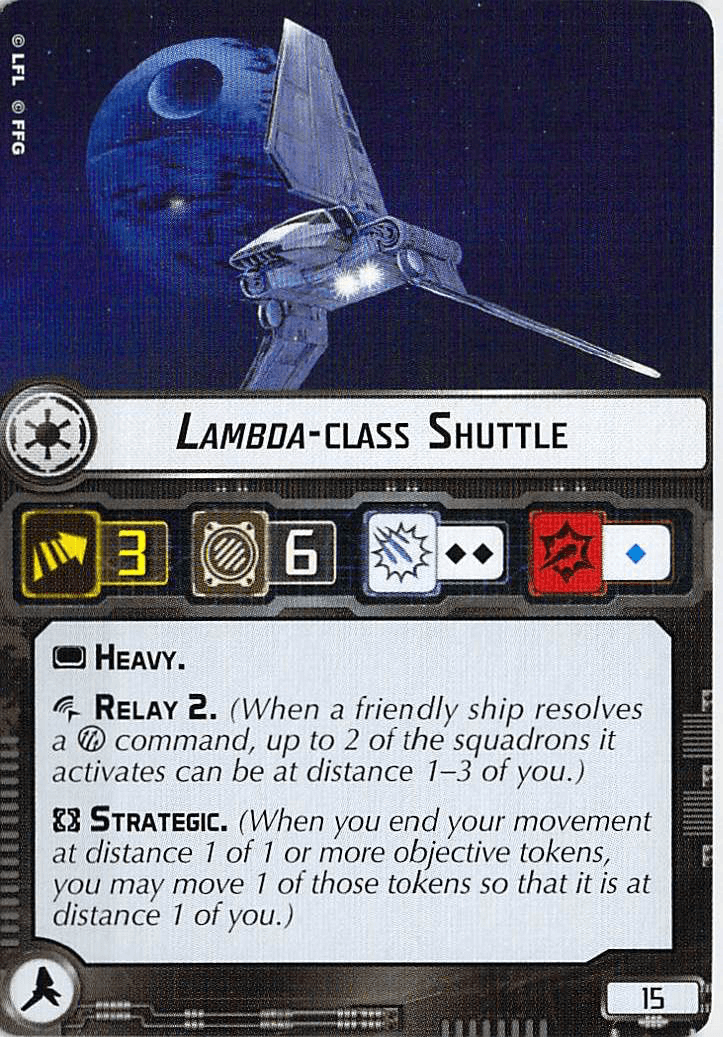 © LFL © FFG
LAMBDA-CLASS SHUTTLE
3 6
HEAVY.
RELAY 2. (When a friendly ship resolves
a command, up to 2 of the squadrons it
activates can be at distance 1–3 of you.)
STRATEGIC. (When you end your movement
at distance 1 of 1 or more objective tokens,
you may move 1 of those tokens so that it is at
distance 1 of you.)
15